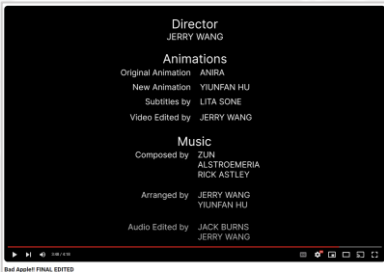 Director
JERRY WANG
Animations
Original Animation ANIRA
New Animation YIUNFAN HU
Subtitles by LITA SONE
Video Edited by JERRY WANG
Music
Composed by ZUN
ALSTROEMERIA
RICK ASTLEY
Arranged by JERRY WANG
YIUNFAN HU
Audio Edited by JACK BURNS
JERRY WANG
Bad Apple!! FINAL EDITED